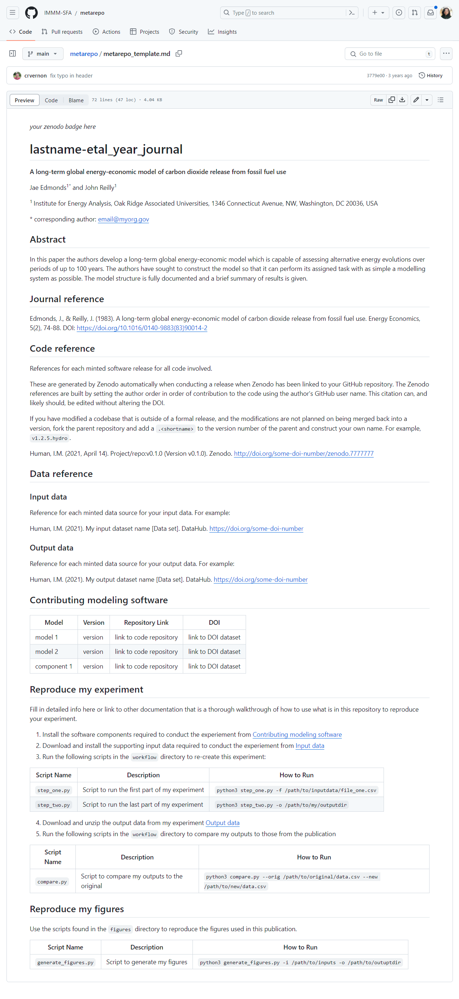 IMMM-SFA / metarepo
Type / to search
Code
Pull requests
Actions
Projects
Security
Insights
main
metarepo / metarepo_template.md
Go to file
t
crvernon fix typo in header
3779e00 · 3 years ago
History
Preview
Code
Blame
72 lines (47 loc) · 4.04 KB
Raw
your zenodo badge here
lastname-etal_year_journal
A long-term global energy-economic model of carbon dioxide release from fossil fuel use
Jae Edmonds1* and John Reilly1
1 Institute for Energy Analysis, Oak Ridge Associated Universities, 1346 Connecticut Avenue, NW, Washington, DC 20036, USA
* corresponding author: email@myorg.gov
Abstract
In this paper the authors develop a long-term global energy-economic model which is capable of assessing alternative energy evolutions over
periods of up to 100 years. The authors have sought to construct the model so that it can perform its assigned task with as simple a modelling
system as possible. The model structure is fully documented and a brief summary of results is given.
Journal reference
Edmonds, J., & Reilly, J. (1983). A long-term global energy-economic model of carbon dioxide release from fossil fuel use. Energy Economics,
5(2), 74-88. DOI: https://doi.org/10.1016/0140-9883(83)90014-2
Code reference
References for each minted software release for all code involved.
These are generated by Zenodo automatically when conducting a release when Zenodo has been linked to your GitHub repository. The Zenodo
references are built by setting the author order in order of contribution to the code using the author's GitHub user name. This citation can, and
likely should, be edited without altering the DOI.
If you have modified a codebase that is outside of a formal release, and the modifications are not planned on being merged back into a
version, fork the parent repository and add a .<shortname> to the version number of the parent and construct your own name. For example,
v1.2.5.hydro.
Human, I.M. (2021, April 14). Project/repo:v0.1.0 (Version v0.1.0). Zenodo. http://doi.org/some-doi-number/zenodo.7777777
Data reference
Input data
Reference for each minted data source for your input data. For example:
Human, I.M. (2021). My input dataset name [Data set]. DataHub. https://doi.org/some-doi-number
Output data
Reference for each minted data source for your output data. For example:
Human, I.M. (2021). My output dataset name [Data set]. DataHub. https://doi.org/some-doi-number
Contributing modeling software
Model Version Repository Link DOI
model 1 version link to code repository link to DOI dataset
model 2 version link to code repository link to DOI dataset
component 1 version link to code repository link to DOI dataset
Reproduce my experiment
Fill in detailed info here or link to other documentation that is a thorough walkthrough of how to use what is in this repository to reproduce
your experiment.
1. Install the software components required to conduct the experiement from Contributing modeling software
2. Download and install the supporting input data required to conduct the experiement from Input data
3. Run the following scripts in the workflow directory to re-create this experiment:
Script Name Description How to Run
step_one.py Script to run the first part of my experiment python3 step_one.py -f /path/to/inputdata/file_one.csv
step_two.py Script to run the last part of my experiment python3 step_two.py -o /path/to/my/outputdir
4. Download and unzip the output data from my experiment Output data
5. Run the following scripts in the workflow directory to compare my outputs to those from the publication
Script
Name
Description
How to Run
compare.py
Script to compare my outputs to the
original
python3 compare.py --orig /path/to/original/data.csv --new
/path/to/new/data.csv
Reproduce my figures
Use the scripts found in the figures directory to reproduce the figures used in this publication.
Script Name Description How to Run
generate_figures.py Script to generate my figures python3 generate_figures.py -i /path/to/inputs -o /path/to/outuptdir